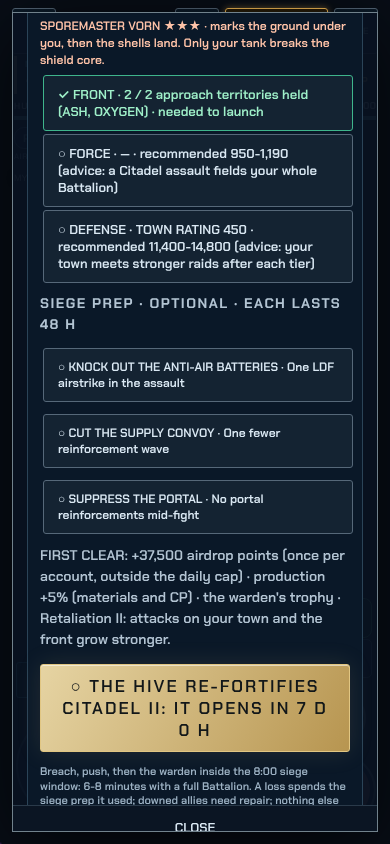 SPOREMASTER VORN ★★★ · marks the ground under
you, then the shells land. Only your tank breaks the
shield core.
✓ FRONT · 2 / 2 approach territories held
(ASH, OXYGEN) · needed to launch
○ FORCE · — · recommended 950-1,190
(advice: a Citadel assault fields your whole
Battalion)
○ DEFENSE · TOWN RATING 450 ·
recommended 11,400-14,800 (advice: your
town meets stronger raids after each tier)
SIEGE PREP · OPTIONAL · EACH LASTS
48 H
○ KNOCK OUT THE ANTI-AIR BATTERIES · One LDF
airstrike in the assault
○ CUT THE SUPPLY CONVOY · One fewer
reinforcement wave
○ SUPPRESS THE PORTAL · No portal
reinforcements mid-fight
FIRST CLEAR: +37,500 airdrop points (once per
account, outside the daily cap) · production
+5% (materials and CP) · the warden's trophy ·
Retaliation II: attacks on your town and the
front grow stronger.
○ THE HIVE RE-FORTIFIES
CITADEL II: IT OPENS IN 7 D
0 H
Breach, push, then the warden inside the 8:00 siege
window: 6-8 minutes with a full Battalion. A loss spends the
siege prep it used; downed allies need repair; nothing else
CLOSE